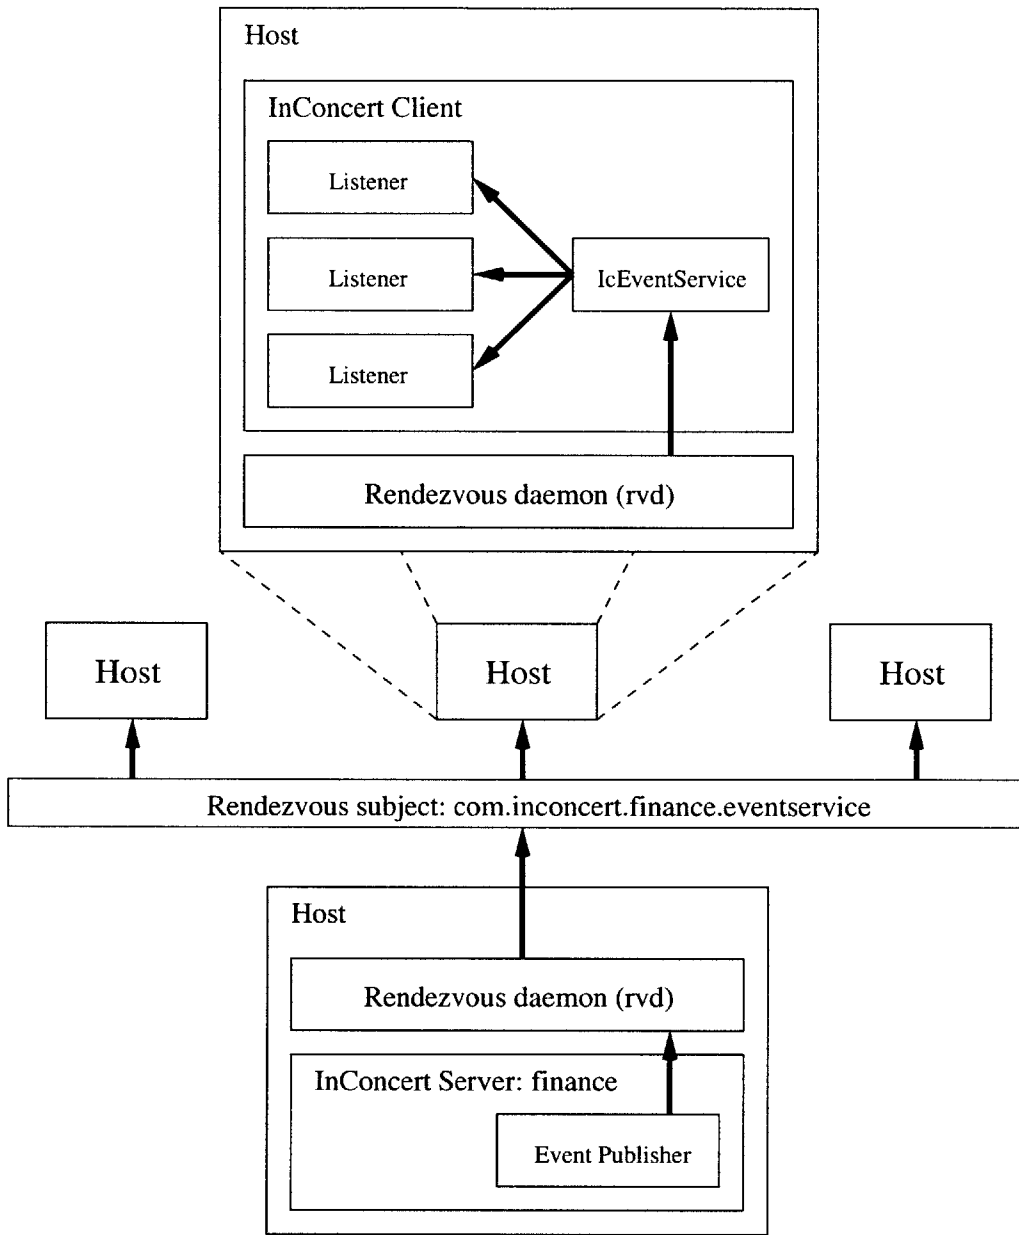 Host
InConcert Client
Listener
Listener
IcEventService
Listener
Rendezvous daemon (rvd)
Host
Host
Host
Rendezvous subject: com.inconcert.finance.eventservice
Host
Rendezvous daemon (rvd)
InConcert Server: finance
Event Publisher